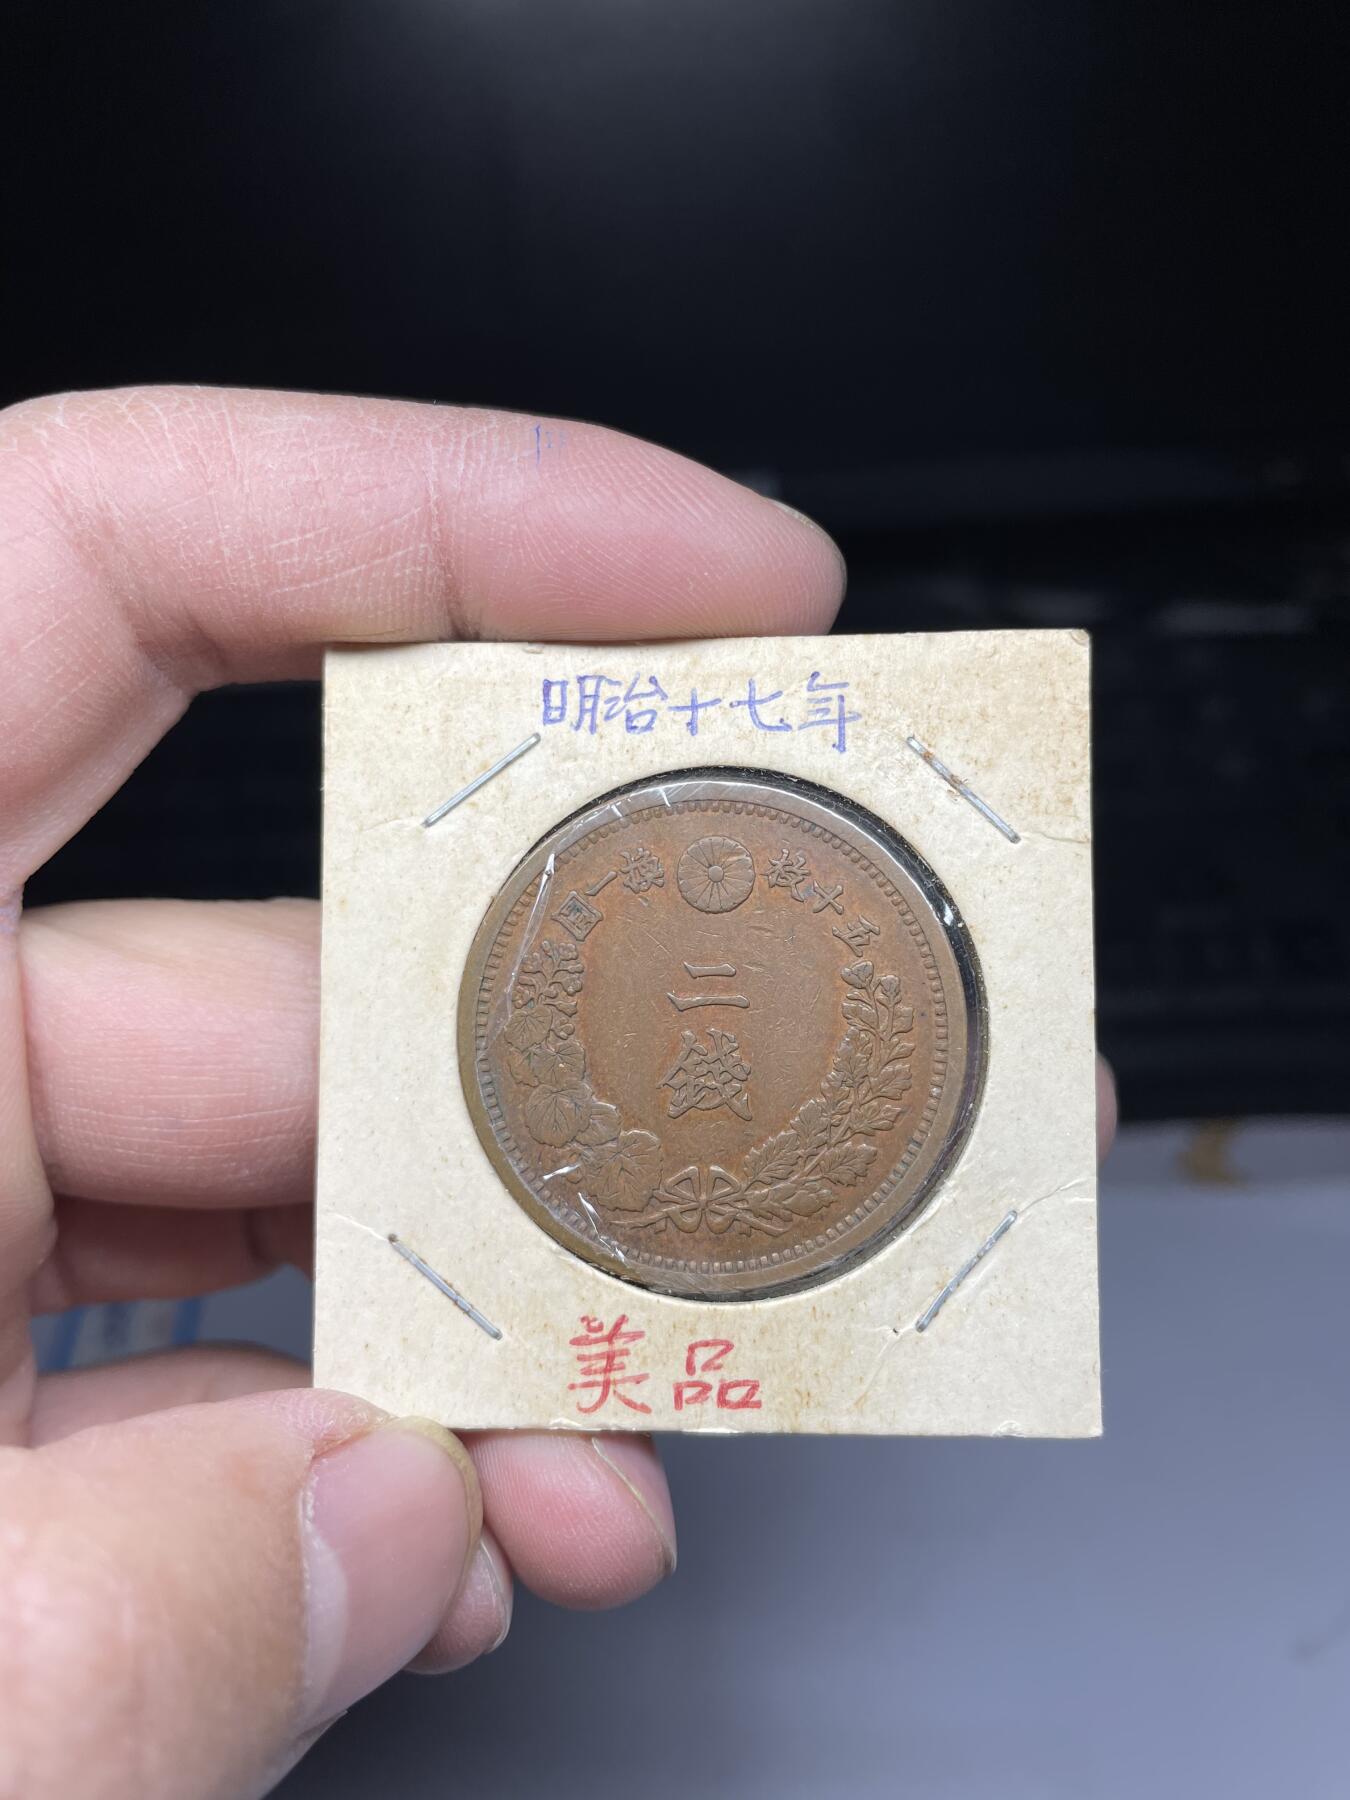 明治十七年
五十枚換一圓
二錢
美品